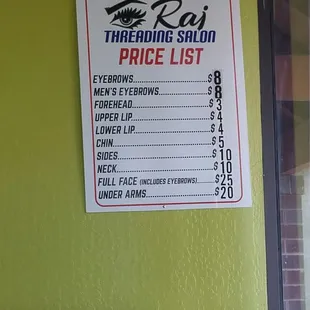 Raj
THREADING SALON
PRICE LIST
EYEBROWS.....................$8
MEN'S EYEBROWS...............$8
FOREHEAD.....................$3
UPPER LIP....................$4
LOWER LIP....................$4
CHIN.........................$5
SIDES........................$10
NECK.........................$10
FULL FACE (INCLUDES EYEBROWS)......$25
UNDER ARMS...................$20